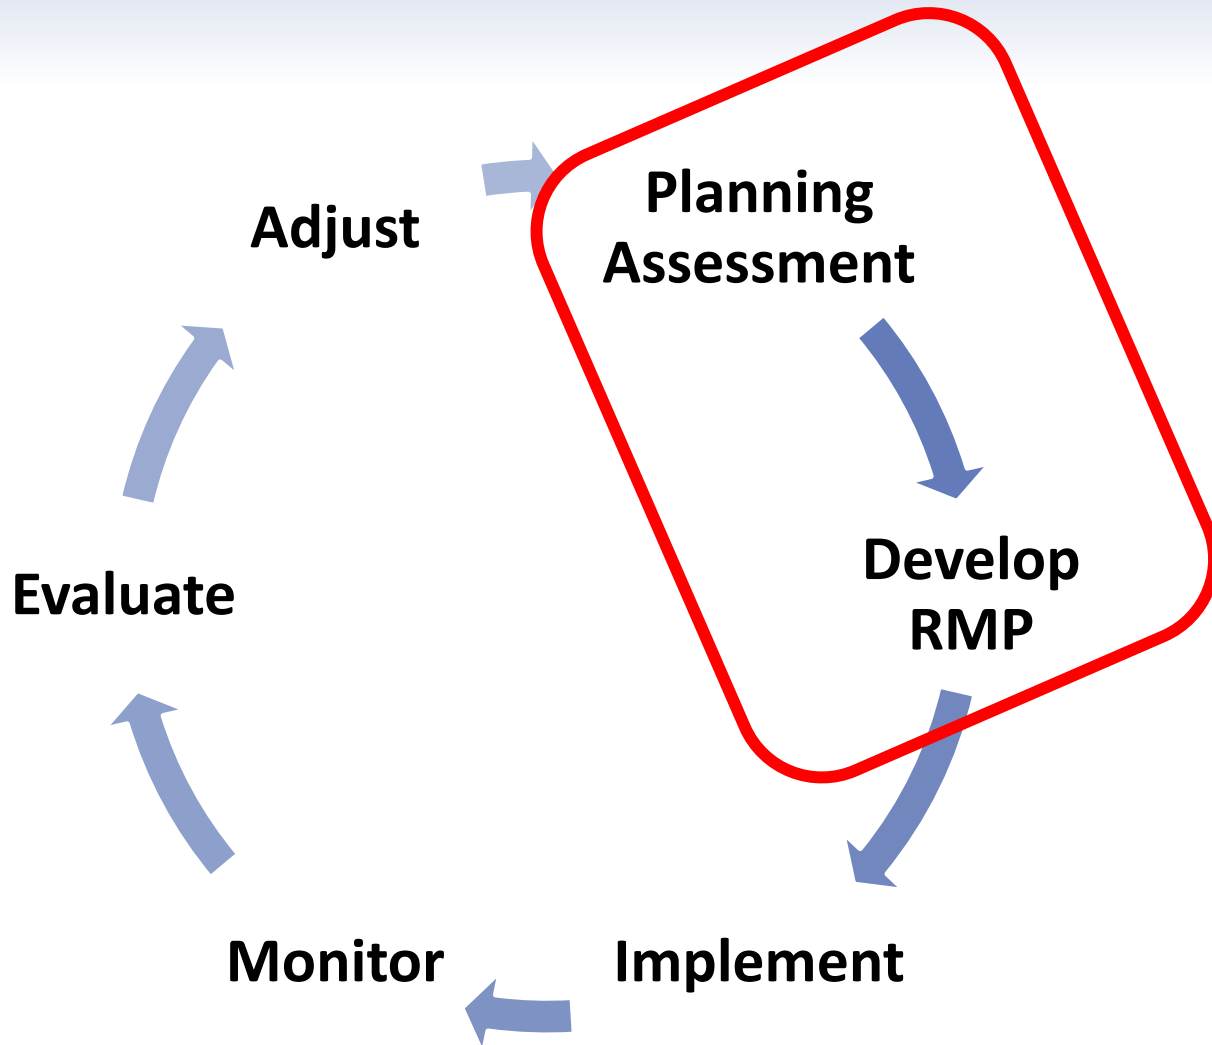 Planning
Assessment
Develop
RMP
Implement
Monitor
Evaluate
Adjust